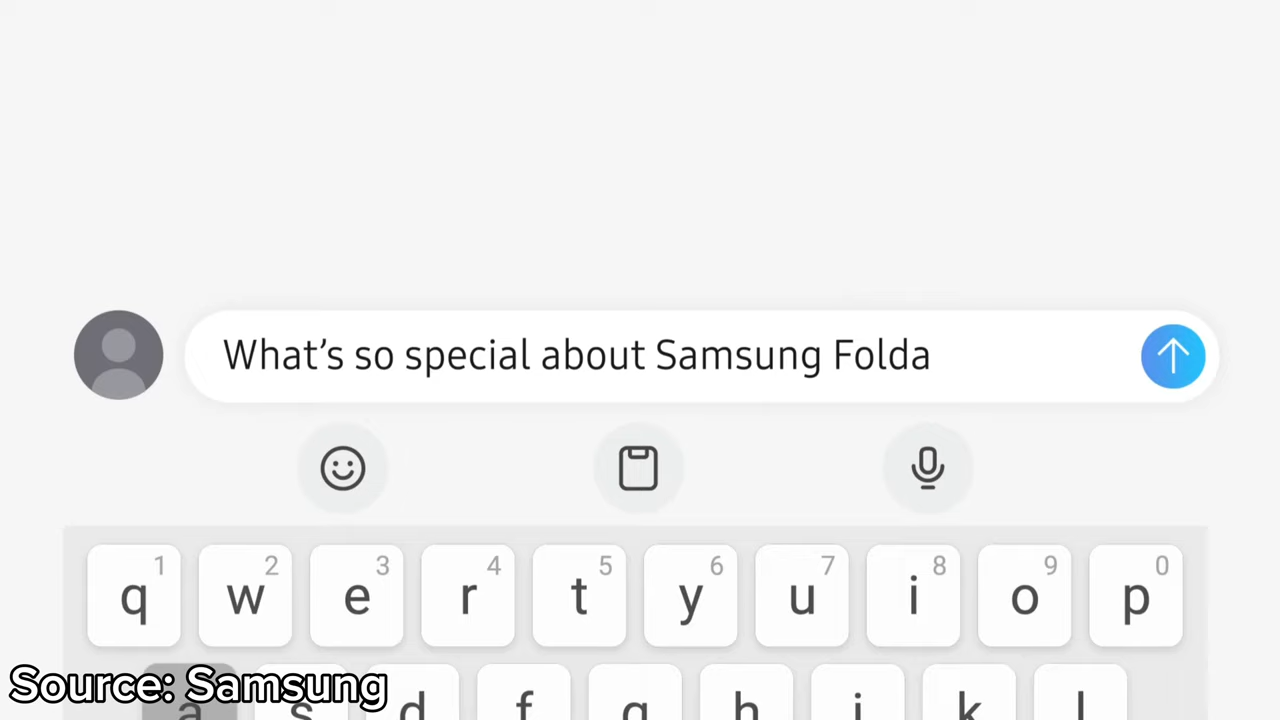 What's so special about Samsung Folda
1 2 3 4 5 6 7 8 9 0
q w e r t y u i o p
a s d f g h j k l
Source: Samsung